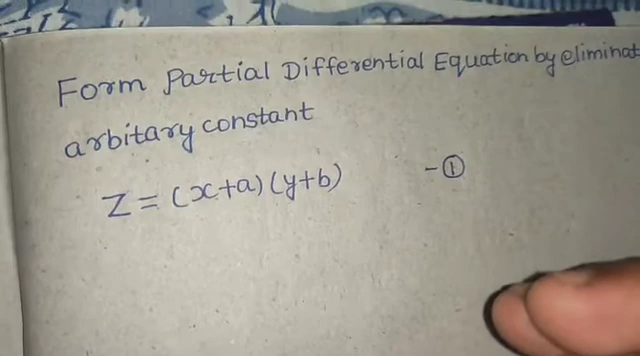 Form Partial Differential Equation by eliminat
arbitary constant
Z = (x+a) (y+b) - ①